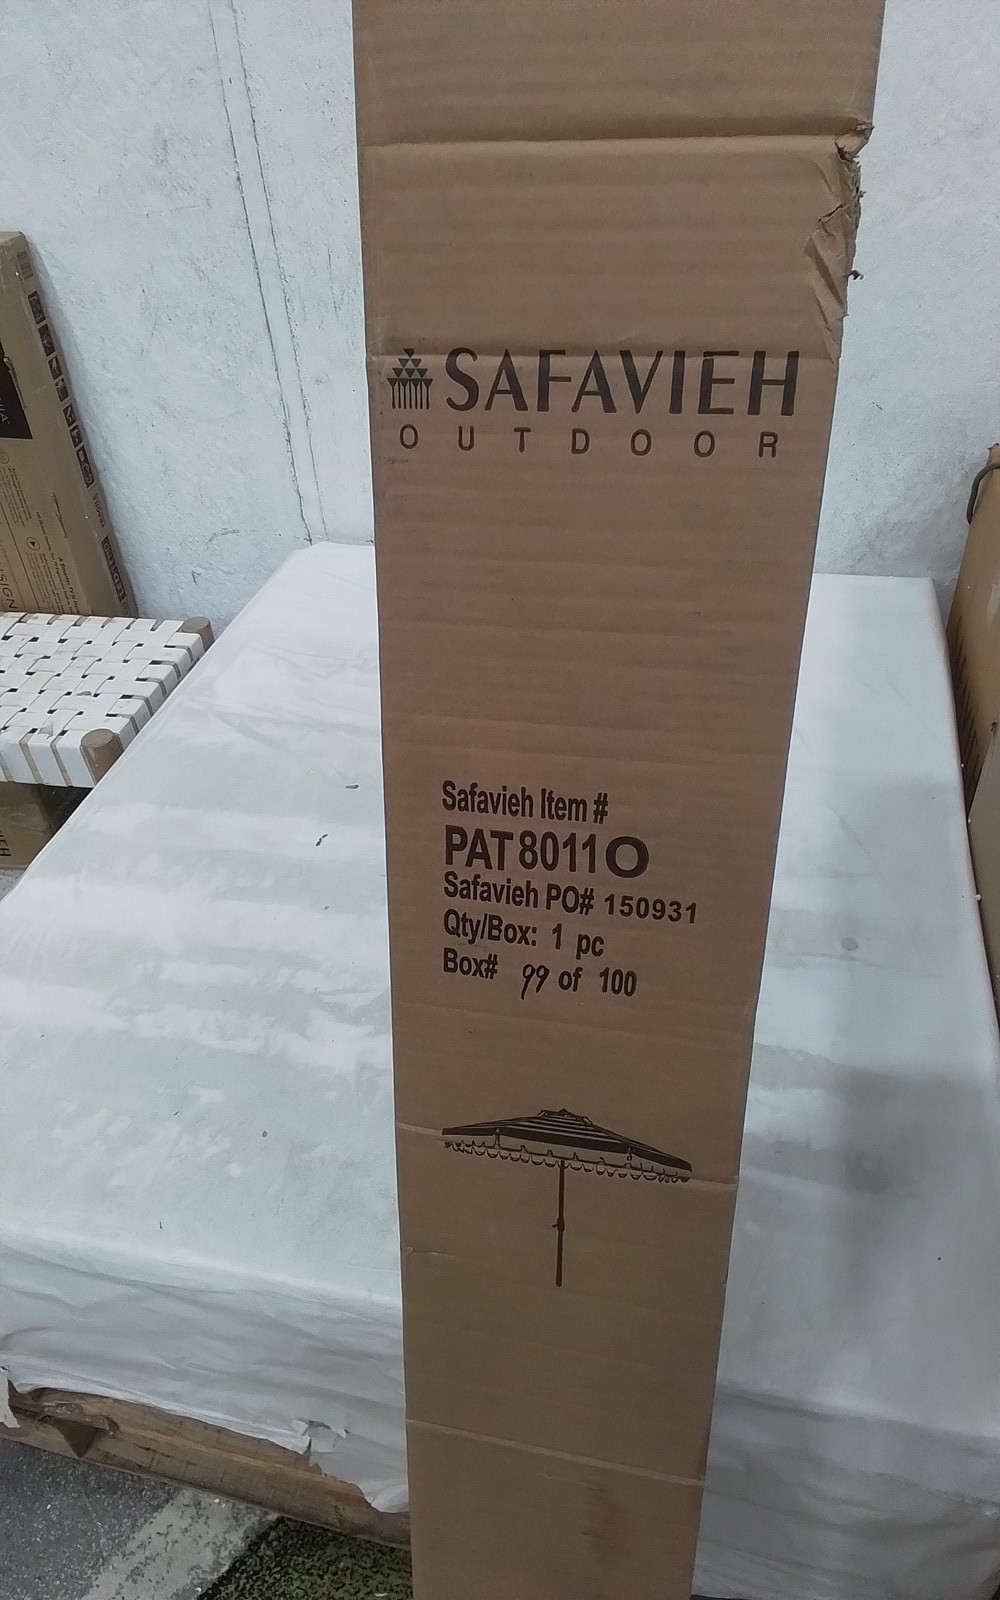 SAFAVIEH
OUTDOOR
Safavieh Item #
PAT8011O
Safavieh PO# 150931
Qty/Box: 1 pc
Box# 99 of 100